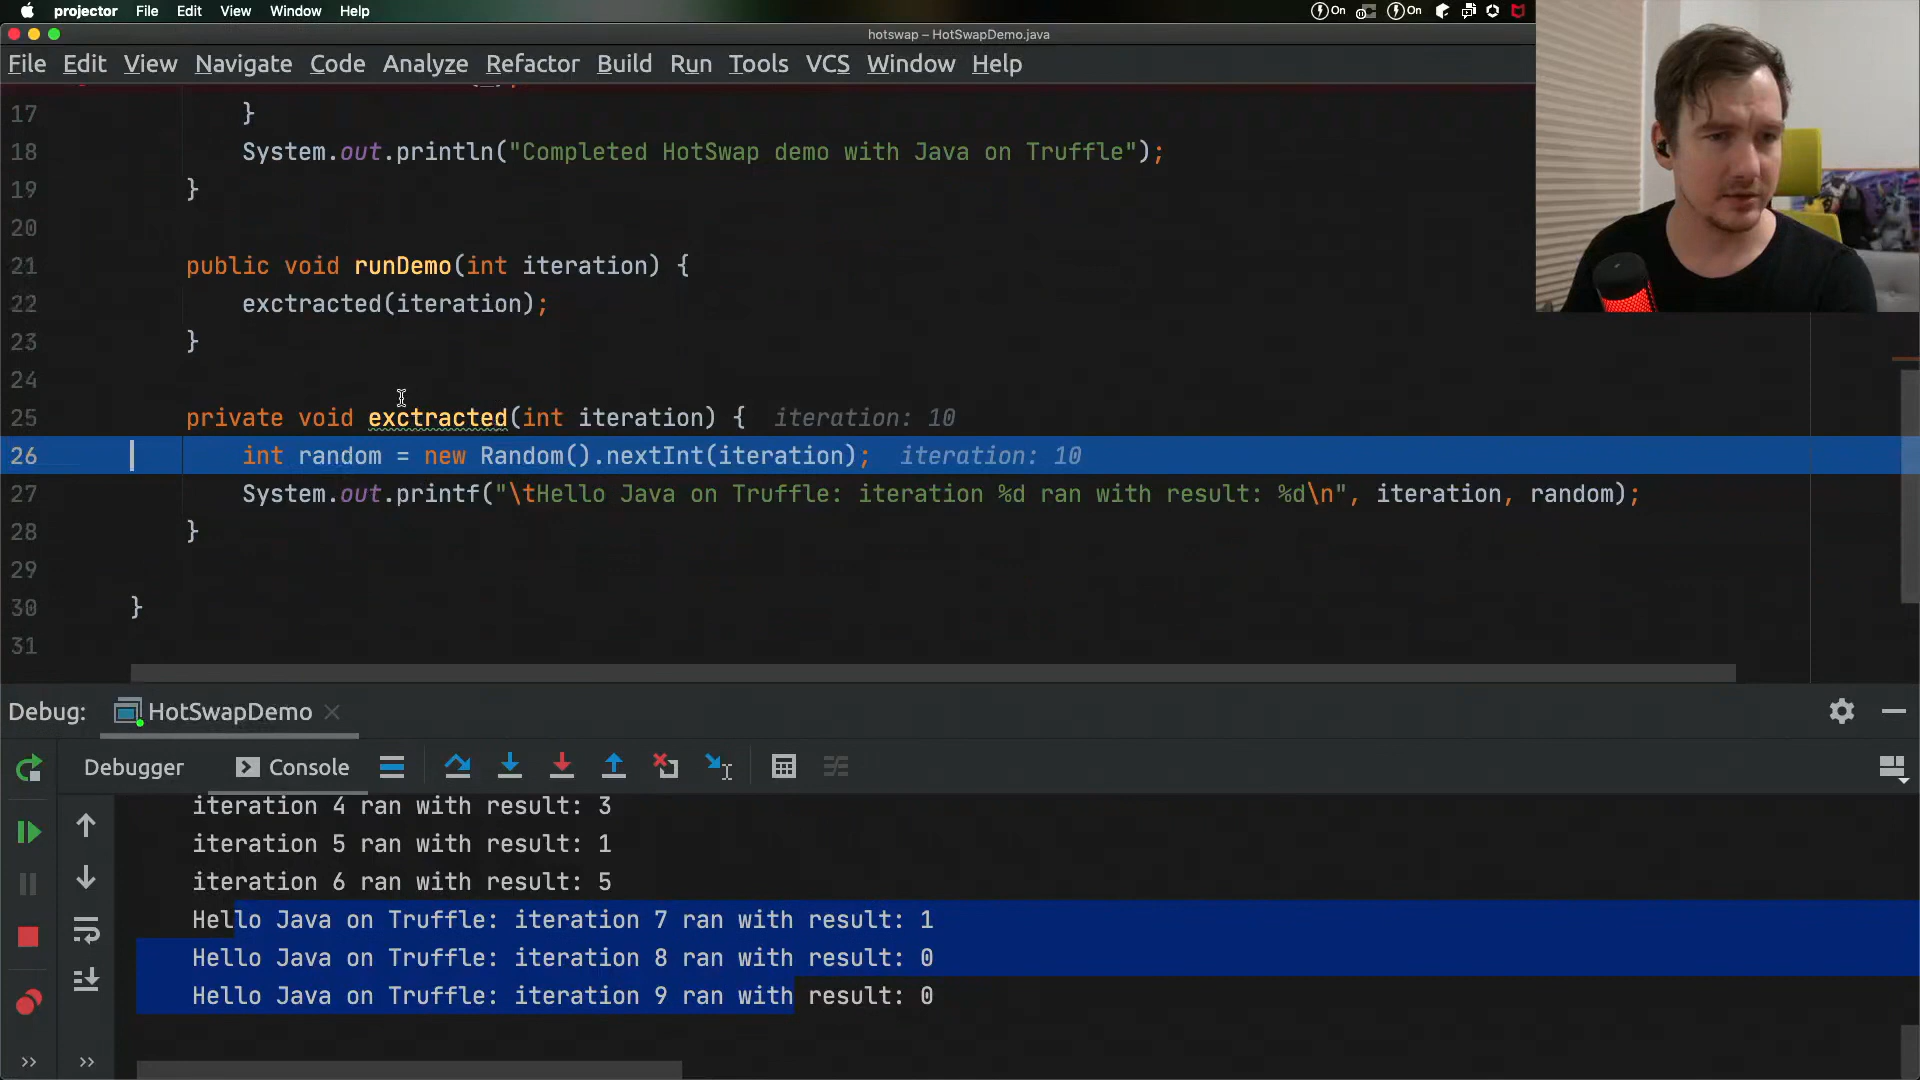 projector File Edit View Window Help
On On
hotswap – HotSwapDemo.java
File Edit View Navigate Code Analyze Refactor Build Run Tools VCS Window Help
17 }
18 System.out.println("Completed HotSwap demo with Java on Truffle");
19 }
20
21 public void runDemo(int iteration) {
22 exctracted(iteration);
23 }
24
25 private void exctracted(int iteration) { iteration: 10
26 int random = new Random().nextInt(iteration); iteration: 10
27 System.out.printf("\tHello Java on Truffle: iteration %d ran with result: %d\n", iteration, random);
28 }
29
30 }
31
Debug: HotSwapDemo
Debugger Console
iteration 4 ran with result: 3
iteration 5 ran with result: 1
iteration 6 ran with result: 5
Hello Java on Truffle: iteration 7 ran with result: 1
Hello Java on Truffle: iteration 8 ran with result: 0
Hello Java on Truffle: iteration 9 ran with result: 0